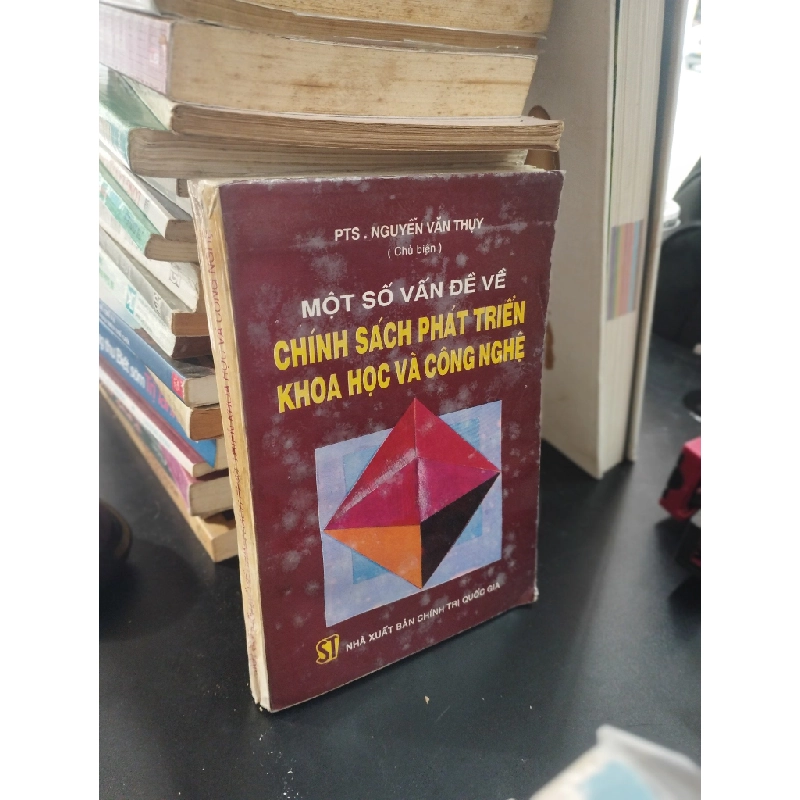 PTS . NGUYỄN VĂN THỤY
( Chủ biên )
MỘT SỐ VẤN ĐỀ VỀ
CHÍNH SÁCH PHÁT TRIỂN
KHOA HỌC VÀ CÔNG NGHỆ
ST
NHÀ XUẤT BẢN CHÍNH TRỊ QUỐC GIA